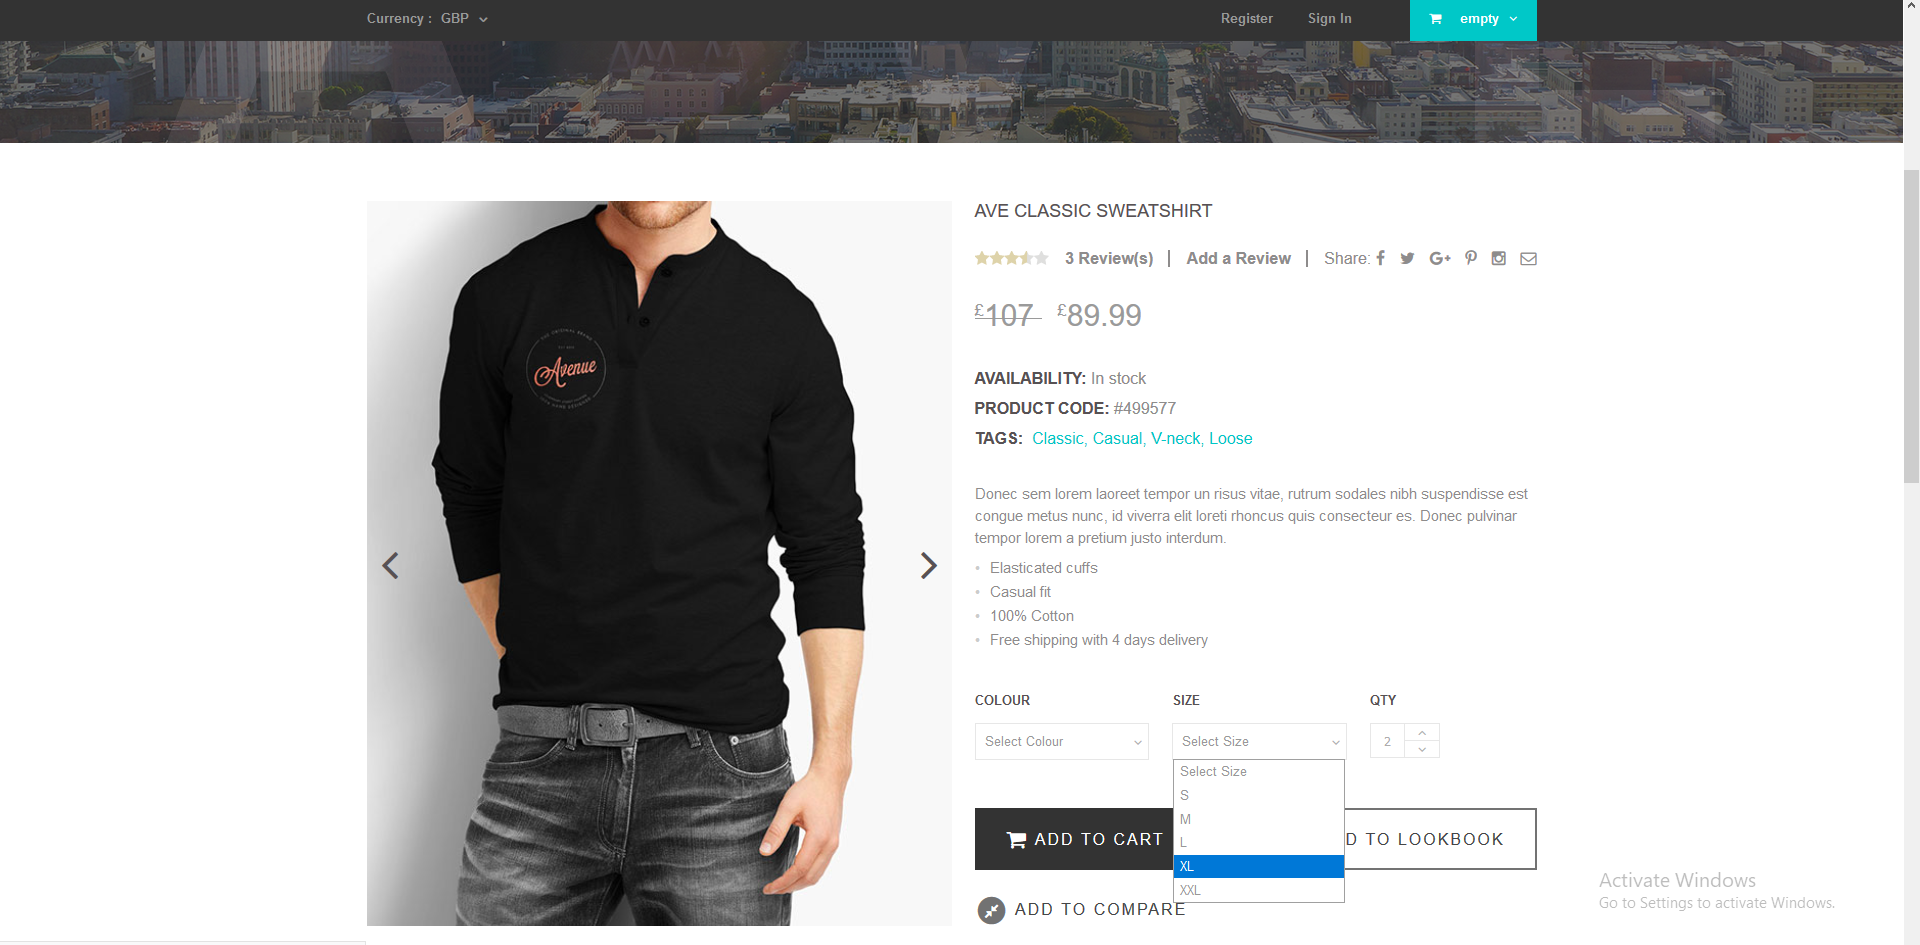 Currency : GBP
Register
Sign In
empty
AVE CLASSIC SWEATSHIRT
3 Review(s) | Add a Review | Share:
£107 £89.99
AVAILABILITY: In stock
PRODUCT CODE: #499577
TAGS: Classic, Casual, V-neck, Loose
Donec sem lorem laoreet tempor un risus vitae, rutrum sodales nibh suspendisse est
congue metus nunc, id viverra elit loreti rhoncus quis consecteur es. Donec pulvinar
tempor lorem a pretium justo interdum.
Elasticated cuffs
Casual fit
100% Cotton
Free shipping with 4 days delivery
COLOUR
SIZE
QTY
Select Colour
Select Size
2
Select Size
S
M
L
XL
XXL
ADD TO CART
D TO LOOKBOOK
ADD TO COMPARE
THE ORIGINAL BRAND
Avenue
Activate Windows
Go to Settings to activate Windows.